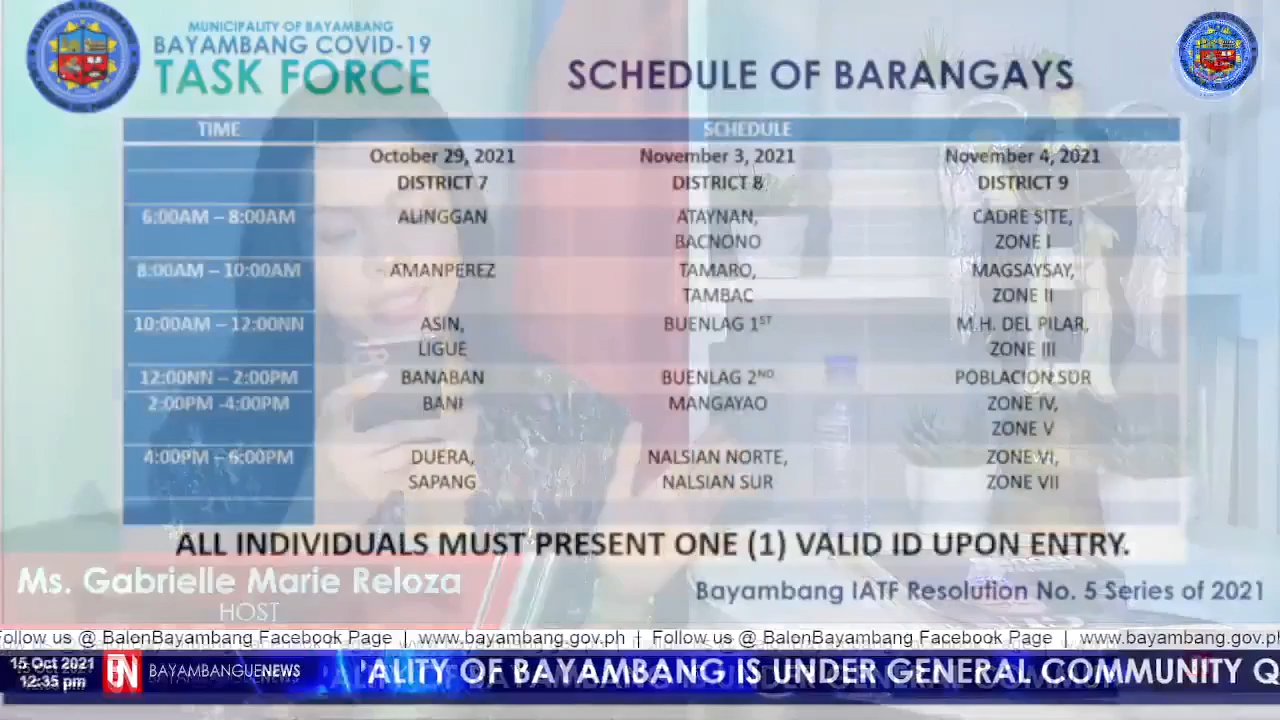 MUNICIPALITY OF BAYAMBANG
BAYAMBANG COVID-19
TASK FORCE
SCHEDULE OF BARANGAYS
TIME SCHEDULE
October 29, 2021 November 3, 2021 November 4, 2021
DISTRICT 7 DISTRICT 8 DISTRICT 9
6:00AM – 8:00AM ALINGGAN ATAYNAN, CADRE SITE,
BACNONO ZONE I
8:00AM – 10:00AM AMANPEREZ TAMARO, MAGSAYSAY,
TAMBAC ZONE II
10:00AM – 12:00NN ASIN, BUENLAG 1ST M.H. DEL PILAR,
LIGUE ZONE III
12:00NN – 2:00PM BANABAN BUENLAG 2ND POBLACION SUR
2:00PM -4:00PM BANI MANGAYAO ZONE IV,
ZONE V
4:00PM – 6:00PM DUERA, NALSIAN NORTE, ZONE VI,
SAPANG NALSIAN SUR ZONE VII
ALL INDIVIDUALS MUST PRESENT ONE (1) VALID ID UPON ENTRY.
Ms. Gabrielle Marie Reloza
HOST
Bayambang IATF Resolution No. 5 Series of 2021
Follow us @ BalonBayambang Facebook Page | www.bayambang.gov.ph | Follow us @ BalonBayambang Facebook Page | www.bayambang.gov.p
15 Oct 2021
12:35 pm
BN BAYAMBANGUENEWS
'ALITY OF BAYAMBANG IS UNDER GENERAL COMMUNITY Q